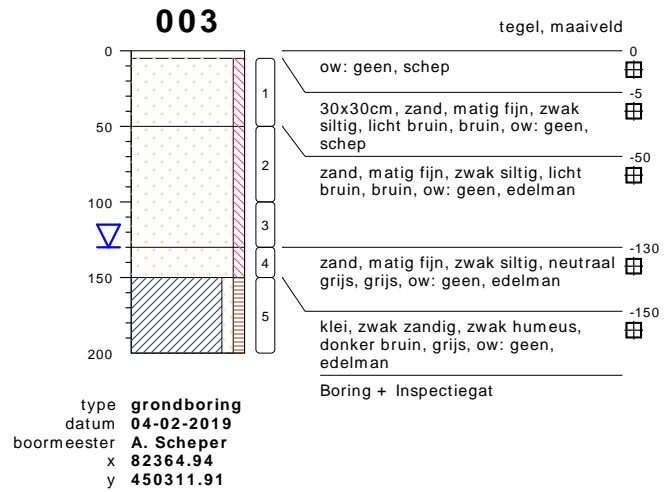 003
tegel, maaiveld
0
0
ow: geen, schep
-5
30x30cm, zand, matig fijn, zwak
siltig, licht bruin, bruin, ow: geen,
schep
1
50
-50
zand, matig fijn, zwak siltig, licht
bruin, bruin, ow: geen, edelman
2
100
3
-130
zand, matig fijn, zwak siltig, neutraal
grijs, grijs, ow: geen, edelman
4
150
-150
klei, zwak zandig, zwak humeus,
donker bruin, grijs, ow: geen,
edelman
5
200
Boring + Inspectiegat
type grondboring
datum 04-02-2019
boormeester A. Scheper
x 82364.94
y 450311.91